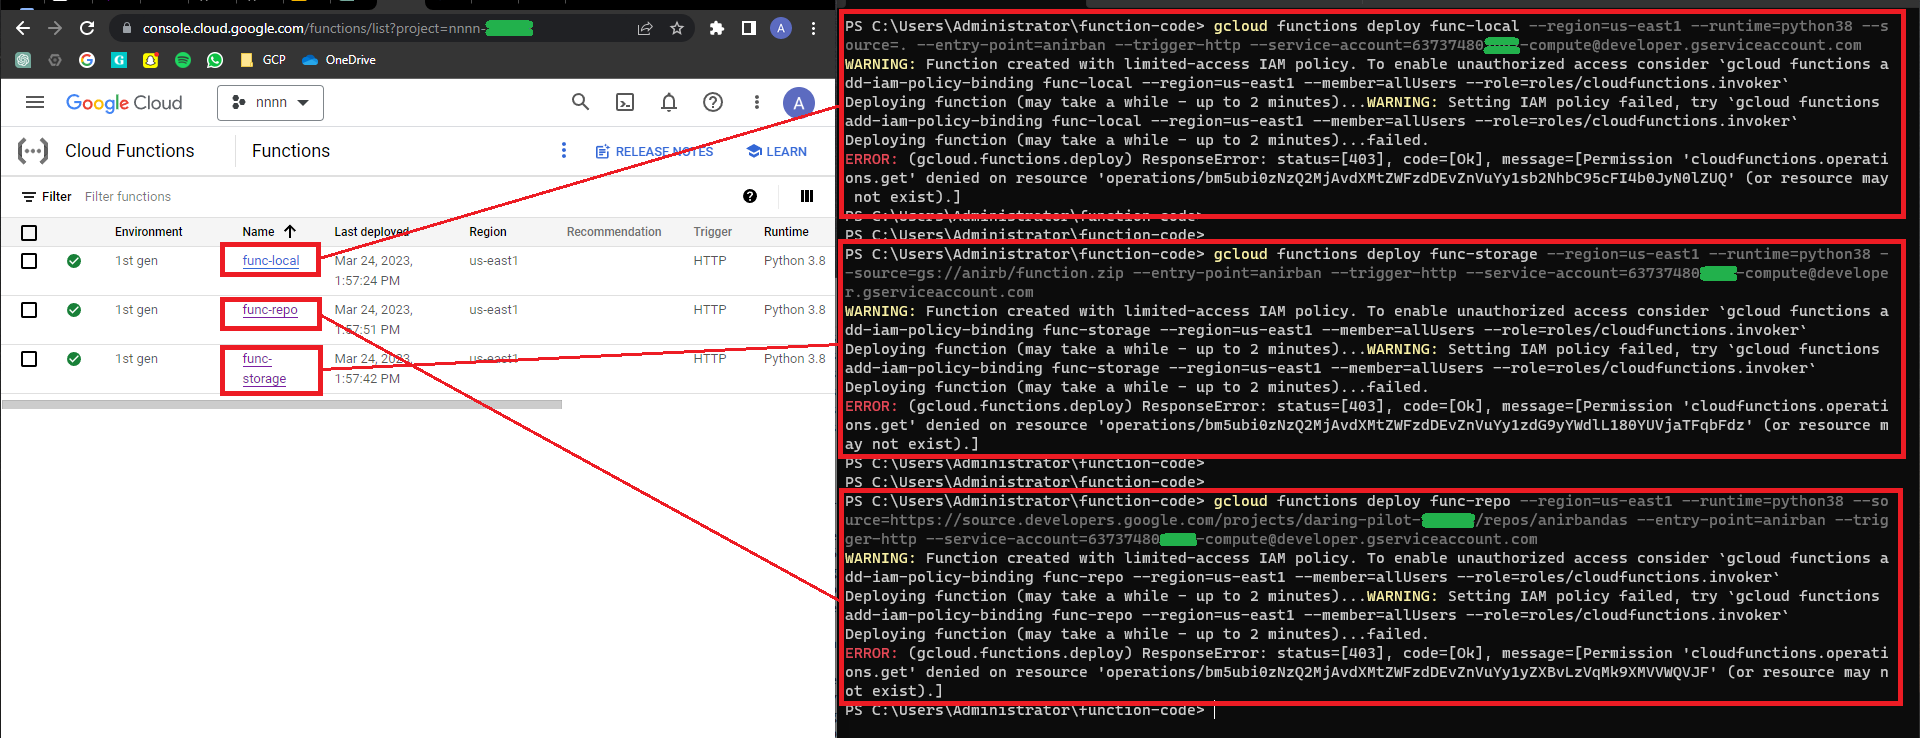 console.cloud.google.com/functions/list?project=nnnn-
GCP
OneDrive
Google Cloud
nnnn
A
A
Cloud Functions
Functions
RELEASE NOTES
LEARN
Filter
Filter functions
Environment
Name
Last deployed
Region
Recommendation
Trigger
Runtime
1st gen
func-local
Mar 24, 2023,
1:57:24 PM
us-east1
HTTP
Python 3.8
1st gen
func-repo
Mar 24, 2023,
1:57:51 PM
us-east1
HTTP
Python 3.8
1st gen
func-
storage
Mar 24, 2023,
1:57:42 PM
us-east1
HTTP
Python 3.8
PS C:\Users\Administrator\function-code> gcloud functions deploy func-local --region=us-east1 --runtime=python38 --s
ource=. --entry-point=anirban --trigger-http --service-account=63737480 -compute@developer.gserviceaccount.com
WARNING: Function created with limited-access IAM policy. To enable unauthorized access consider `gcloud functions a
dd-iam-policy-binding func-local --region=us-east1 --member=allUsers --role=roles/cloudfunctions.invoker`
Deploying function (may take a while - up to 2 minutes)...WARNING: Setting IAM policy failed, try `gcloud functions
add-iam-policy-binding func-local --region=us-east1 --member=allUsers --role=roles/cloudfunctions.invoker`
Deploying function (may take a while - up to 2 minutes)...failed.
ERROR: (gcloud.functions.deploy) ResponseError: status=[403], code=[Ok], message=[Permission 'cloudfunctions.operati
ons.get' denied on resource 'operations/bm5ubi0zNzQ2MjAvdXMtZWFzdDEvZnVuYy1sb2NhbC95cFI4b0JyN0lZUQ' (or resource may
not exist).]
PS C:\Users\Administrator\function-code>
PS C:\Users\Administrator\function-code>
PS C:\Users\Administrator\function-code> gcloud functions deploy func-storage --region=us-east1 --runtime=python38 -
-source=gs://anirb/function.zip --entry-point=anirban --trigger-http --service-account=63737480 -compute@develope
r.gserviceaccount.com
WARNING: Function created with limited-access IAM policy. To enable unauthorized access consider `gcloud functions a
dd-iam-policy-binding func-storage --region=us-east1 --member=allUsers --role=roles/cloudfunctions.invoker`
Deploying function (may take a while - up to 2 minutes)...WARNING: Setting IAM policy failed, try `gcloud functions
add-iam-policy-binding func-storage --region=us-east1 --member=allUsers --role=roles/cloudfunctions.invoker`
Deploying function (may take a while - up to 2 minutes)...failed.
ERROR: (gcloud.functions.deploy) ResponseError: status=[403], code=[Ok], message=[Permission 'cloudfunctions.operati
ons.get' denied on resource 'operations/bm5ubi0zNzQ2MjAvdXMtZWFzdDEvZnVuYy1zdG9yYWdlL180YUVjaTFqbFdz' (or resource m
ay not exist).]
PS C:\Users\Administrator\function-code>
PS C:\Users\Administrator\function-code>
PS C:\Users\Administrator\function-code> gcloud functions deploy func-repo --region=us-east1 --runtime=python38 --so
urce=https://source.developers.google.com/projects/daring-pilot- /repos/anirbandas --entry-point=anirban --trig
ger-http --service-account=63737480 -compute@developer.gserviceaccount.com
WARNING: Function created with limited-access IAM policy. To enable unauthorized access consider `gcloud functions a
dd-iam-policy-binding func-repo --region=us-east1 --member=allUsers --role=roles/cloudfunctions.invoker`
Deploying function (may take a while - up to 2 minutes)...WARNING: Setting IAM policy failed, try `gcloud functions
add-iam-policy-binding func-repo --region=us-east1 --member=allUsers --role=roles/cloudfunctions.invoker`
Deploying function (may take a while - up to 2 minutes)...failed.
ERROR: (gcloud.functions.deploy) ResponseError: status=[403], code=[Ok], message=[Permission 'cloudfunctions.operati
ons.get' denied on resource 'operations/bm5ubi0zNzQ2MjAvdXMtZWFzdDEvZnVuYy1yZXBvLzVqMk9XMVVWQVJF' (or resource may n
ot exist).]
PS C:\Users\Administrator\function-code>